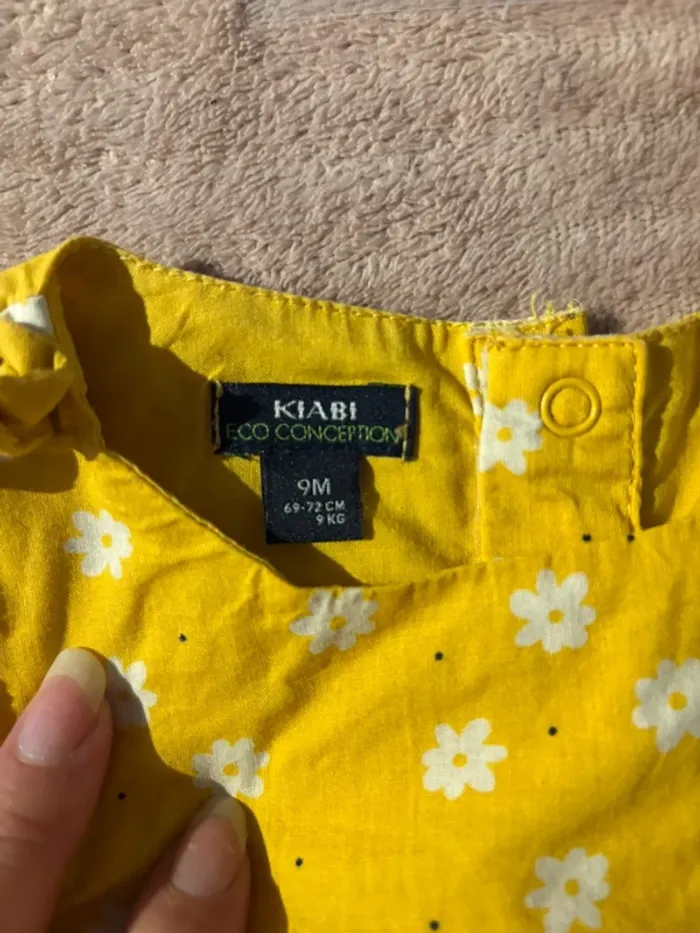 KIABI
ECO CONCEPTION
9M
69-72 CM
9 KG